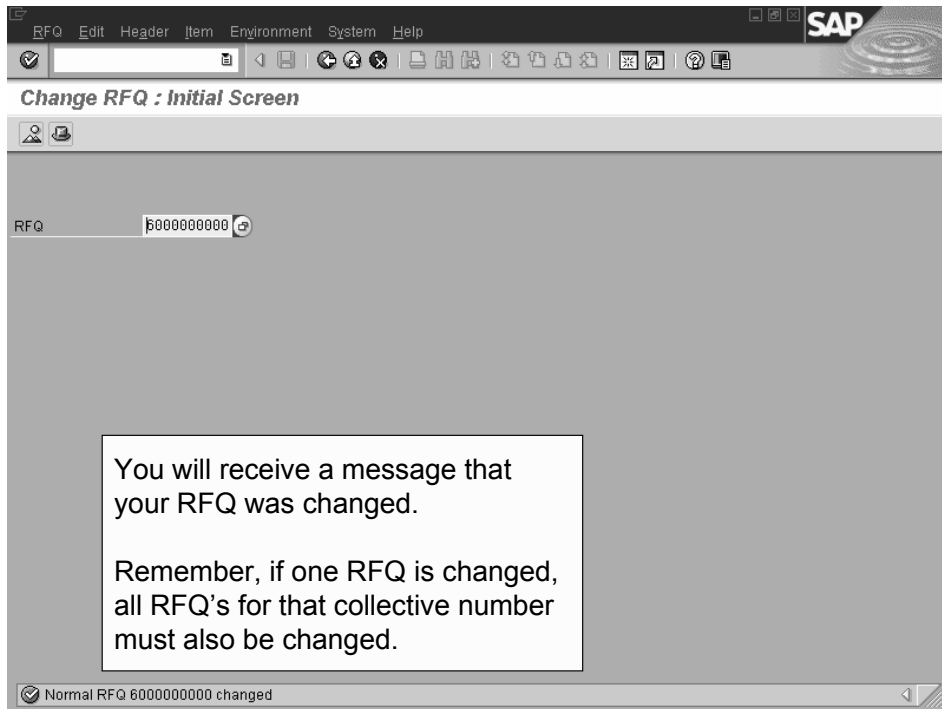 RFQ Edit Header Item Environment System Help
SAP
Change RFQ : Initial Screen
RFQ 6000000000
You will receive a message that
your RFQ was changed.
Remember, if one RFQ is changed,
all RFQ’s for that collective number
must also be changed.
Normal RFQ 6000000000 changed